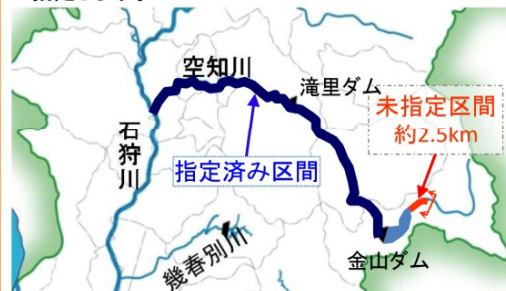 空知川
滝里ダム
未指定区間
約2.5km
石狩川
指定済み区間
幾春別川
金山ダム